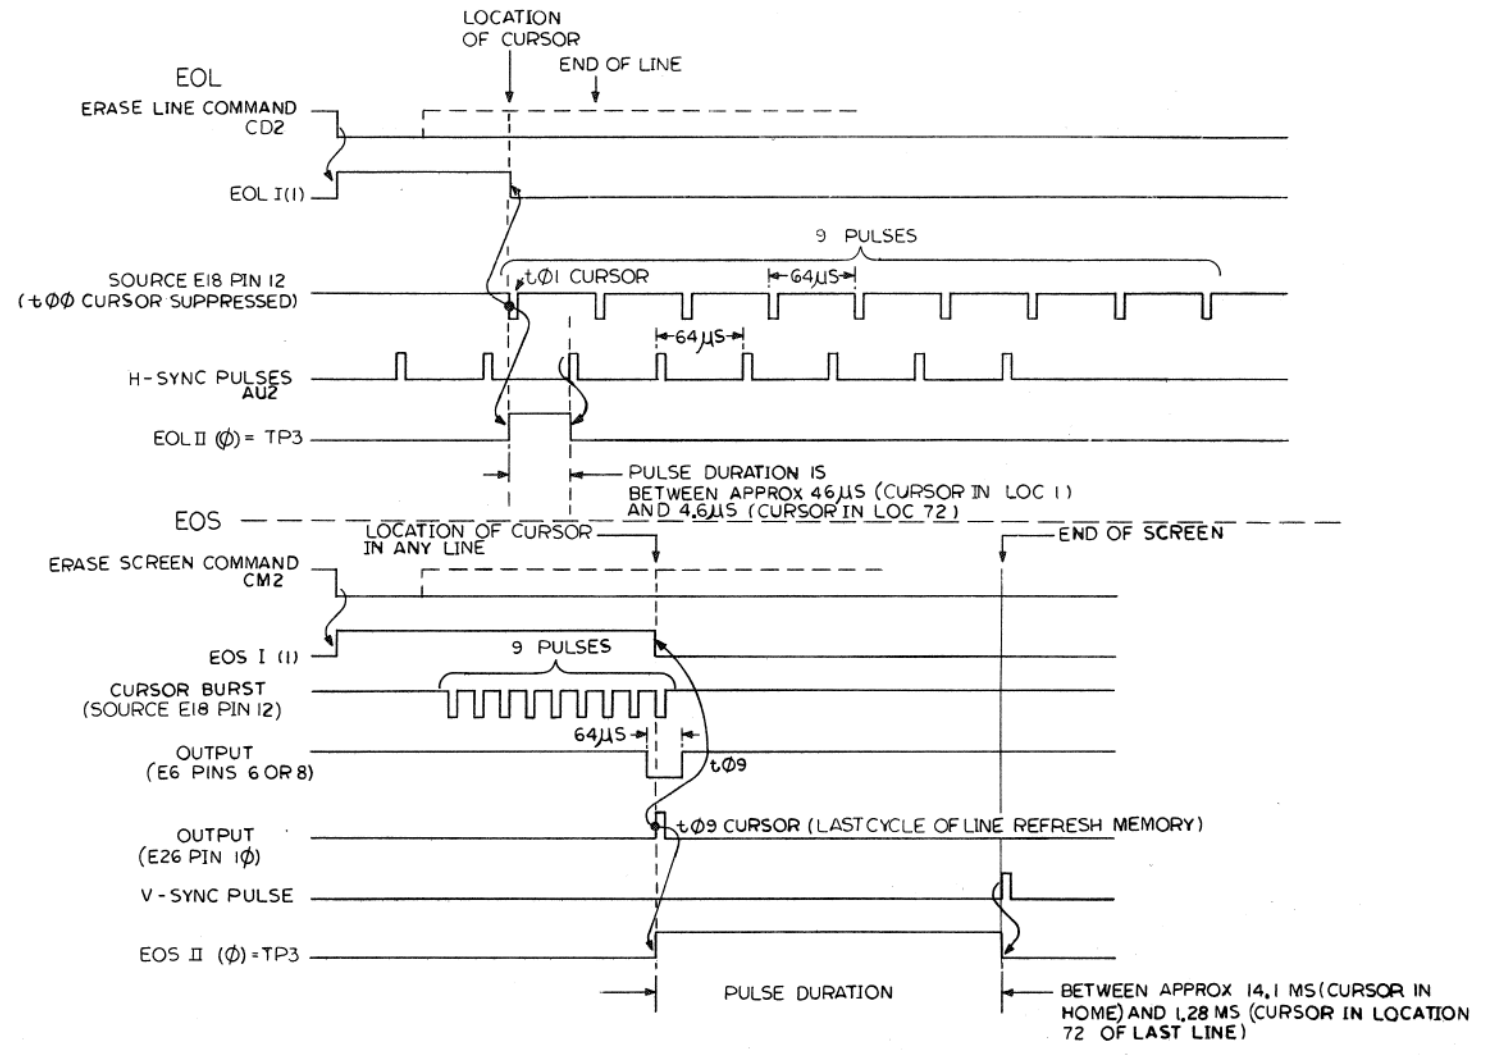 LOCATION
OF CURSOR
END OF LINE
EOL
ERASE LINE COMMAND
CD2
EOL I(1)
9 PULSES
SOURCE E18 PIN 12
(tØØ CURSOR SUPPRESSED)
tØ1 CURSOR
64µS
64µS
H-SYNC PULSES
AU2
EOL II (Ø)= TP3
PULSE DURATION IS
BETWEEN APPROX 46µS (CURSOR IN LOC 1)
AND 4.6µS (CURSOR IN LOC 72)
EOS
LOCATION OF CURSOR
IN ANY LINE
END OF SCREEN
ERASE SCREEN COMMAND
CM2
EOS I (1)
9 PULSES
CURSOR BURST
(SOURCE E18 PIN 12)
64µS
OUTPUT
(E6 PINS 6 OR 8)
tØ9
OUTPUT
(E26 PIN 1Ø)
tØ9 CURSOR (LAST CYCLE OF LINE REFRESH MEMORY)
V-SYNC PULSE
EOS II (Ø)=TP3
PULSE DURATION
BETWEEN APPROX 14.1 MS (CURSOR IN
HOME) AND 1.28 MS (CURSOR IN LOCATION
72 OF LAST LINE)